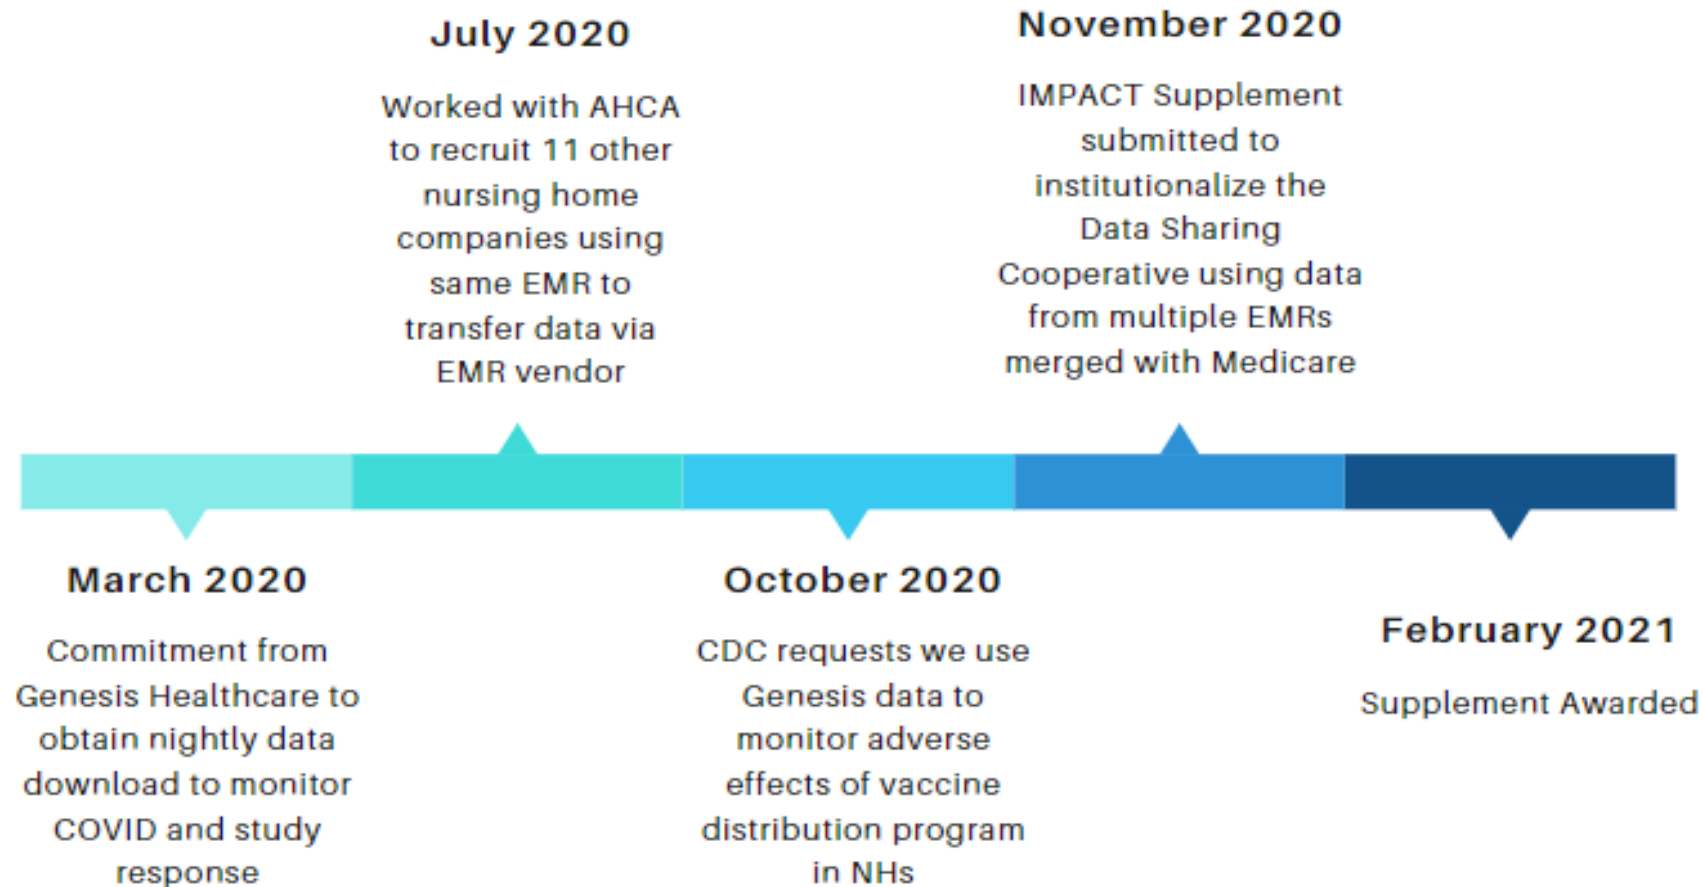 July 2020
Worked with AHCA
to recruit 11 other
nursing home
companies using
same EMR to
transfer data via
EMR vendor
November 2020
IMPACT Supplement
submitted to
institutionalize the
Data Sharing
Cooperative using data
from multiple EMRs
merged with Medicare
March 2020
Commitment from
Genesis Healthcare to
obtain nightly data
download to monitor
COVID and study
response
October 2020
CDC requests we use
Genesis data to
monitor adverse
effects of vaccine
distribution program
in NHs
February 2021
Supplement Awarded